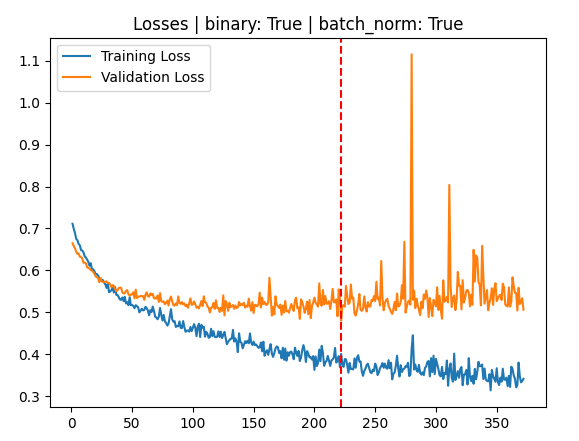 Losses | binary: True | batch_norm: True
Training Loss
Validation Loss
1.1
1.0
0.9
0.8
0.7
0.6
0.5
0.4
0.3
0 50 100 150 200 250 300 350